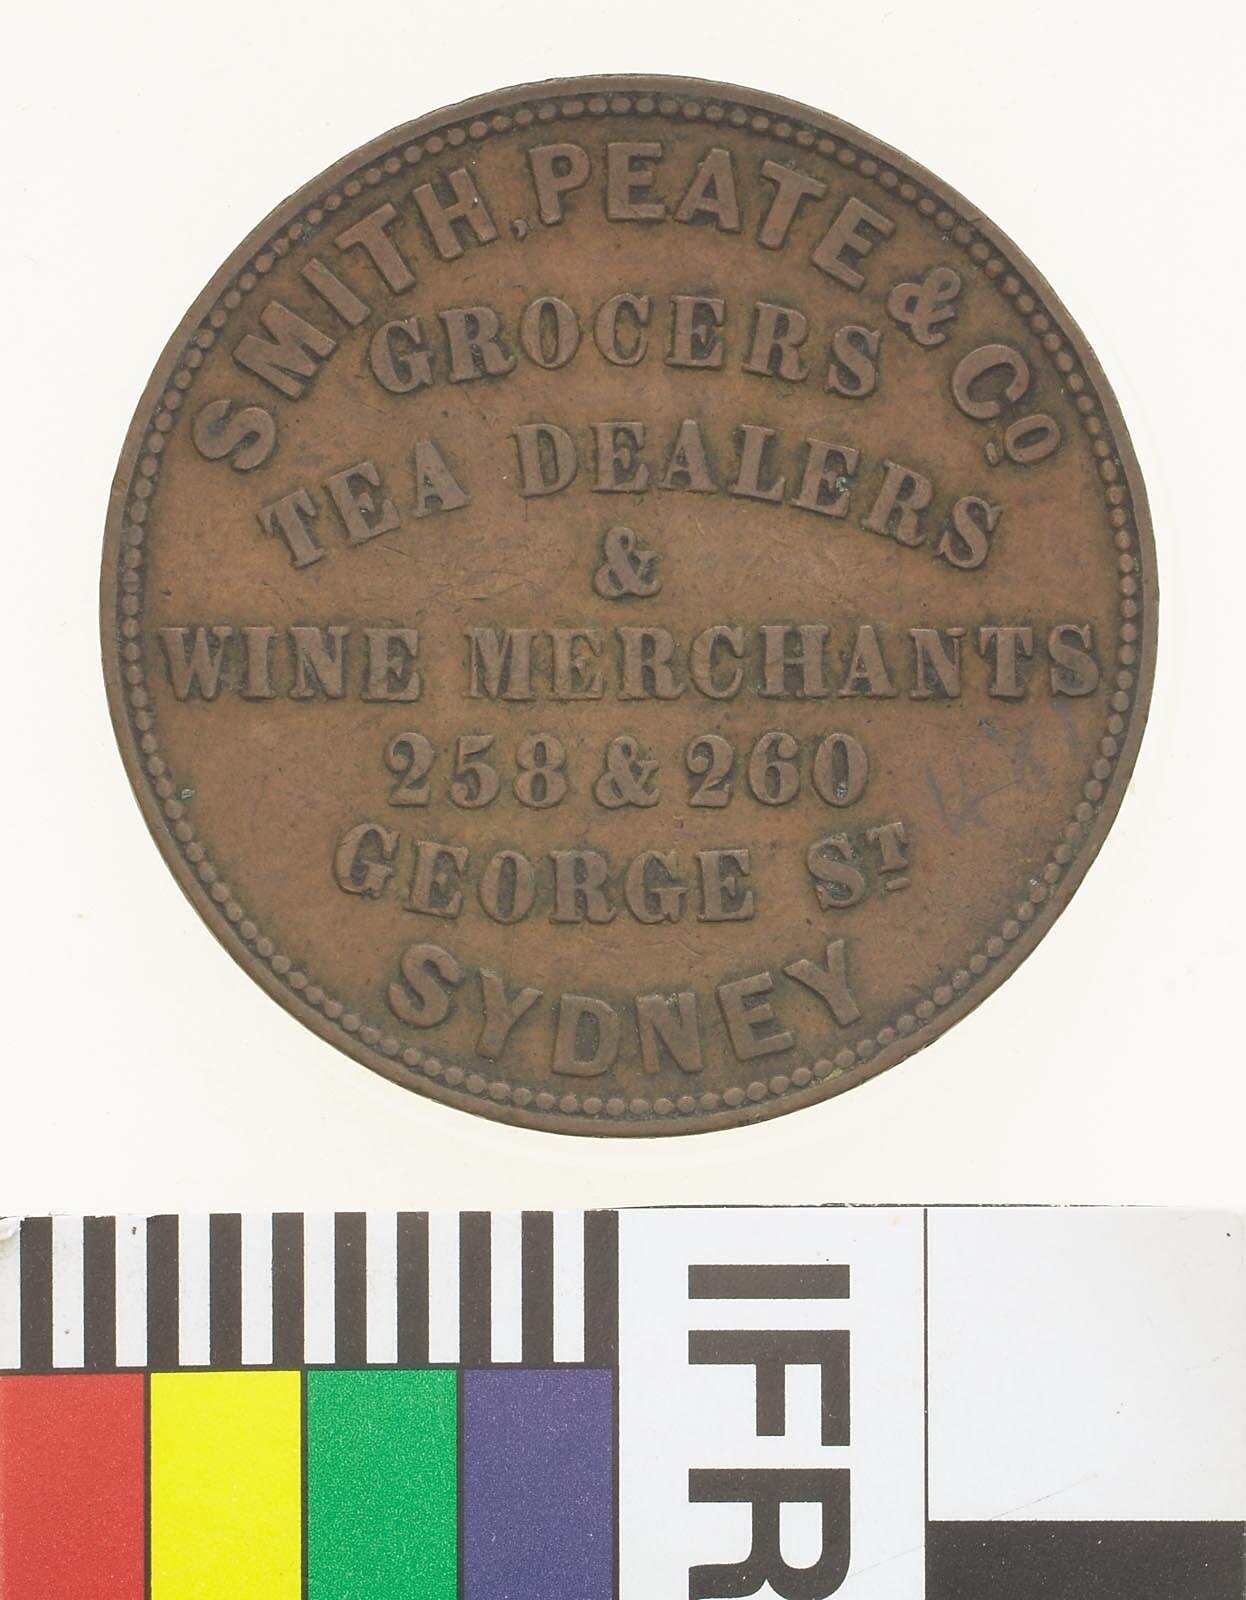 SMITH, PEATE & Co
GROCERS
TEA DEALERS
&
WINE MERCHANTS
258 & 260
GEORGE ST
SYDNEY
IFR